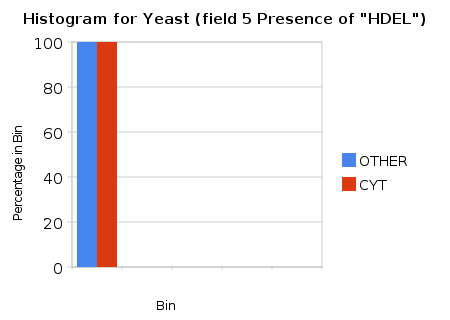 Histogram for Yeast (field 5 Presence of "HDEL")
100
80
60
40
20
0
Percentage in Bin
Bin
OTHER
CYT